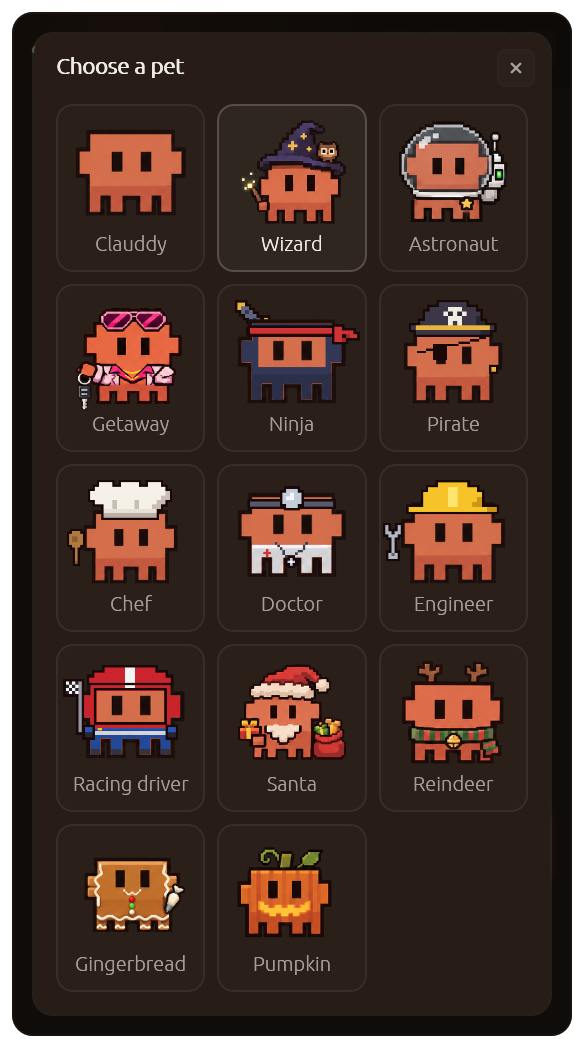 Choose a pet
Clauddy
Wizard
Astronaut
Getaway
Ninja
Pirate
Chef
Doctor
Engineer
Racing driver
Santa
Reindeer
Gingerbread
Pumpkin